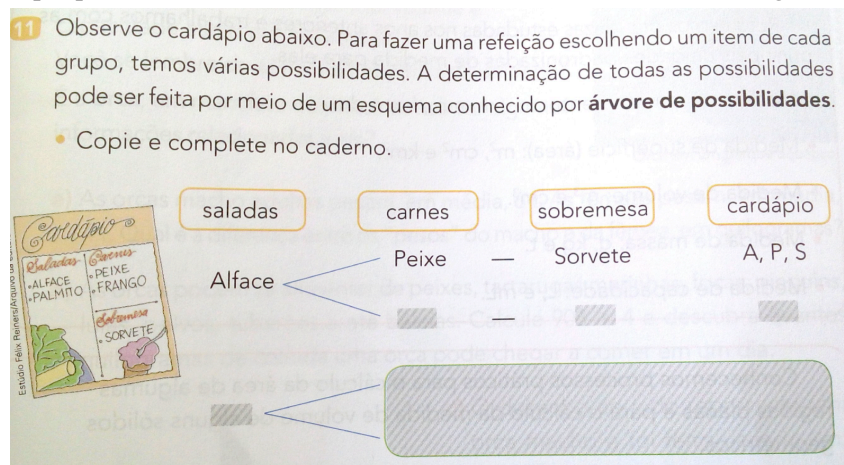 11 Observe o cardápio abaixo. Para fazer uma refeição escolhendo um item de cada
grupo, temos várias possibilidades. A determinação de todas as possibilidades
pode ser feita por meio de um esquema conhecido por árvore de possibilidades.
• Copie e complete no caderno.
saladas carnes sobremesa cardápio
Cardápio
Saladas
• ALFACE
• PALMITO
Carnes
• PEIXE
• FRANGO
Sobremesa
• SORVETE
Estúdio Félix Reiners/Arquivo da
Alface
Peixe — Sorvete A, P, S